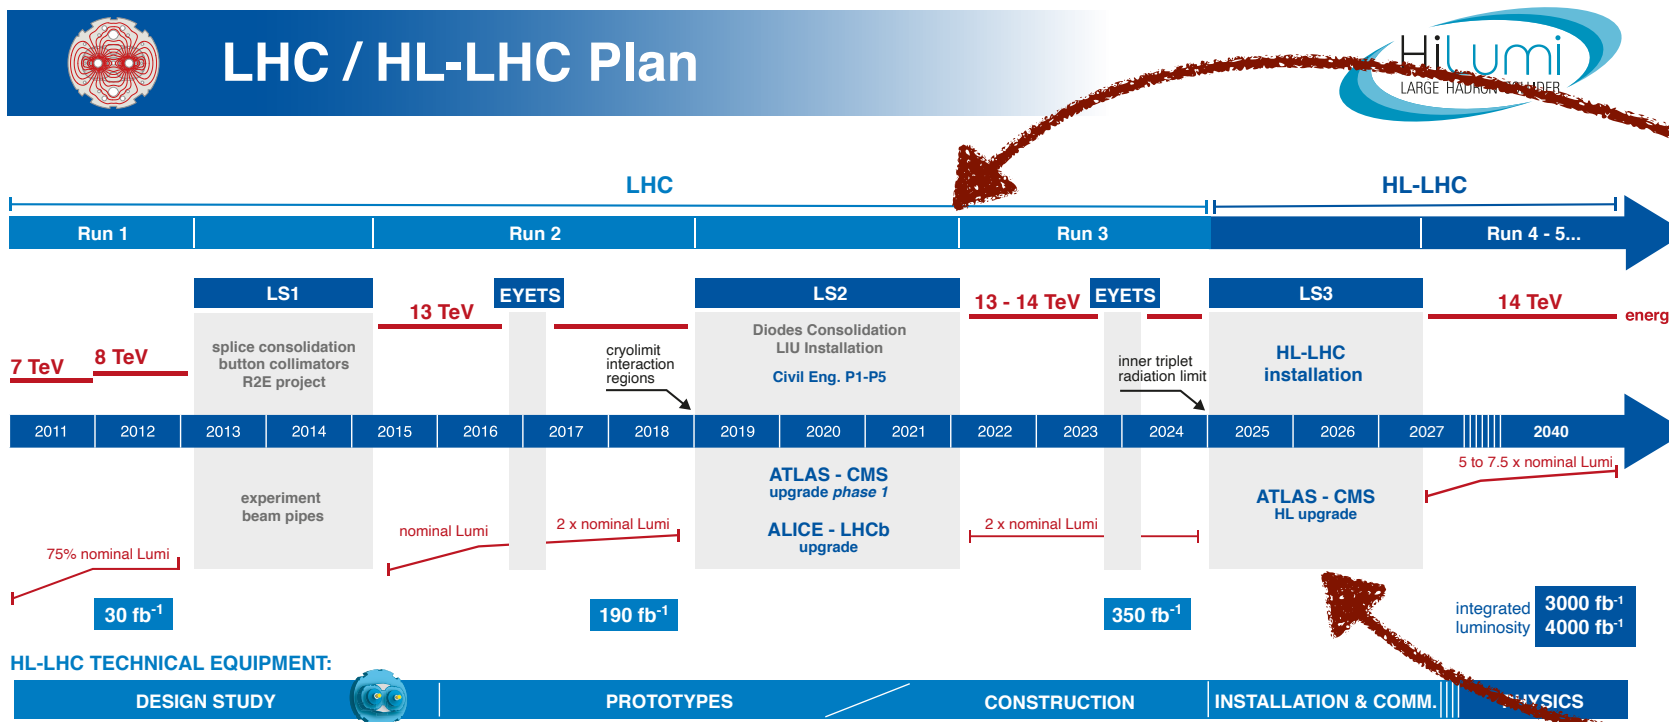 LHC / HL-LHC Plan
HiLumi
LARGE HADRON COLLIDER
LHC
HL-LHC
Run 1
Run 2
Run 3
Run 4 - 5...
LS1
EYETS
LS2
EYETS
LS3
13 TeV
13 - 14 TeV
14 TeV
energ
7 TeV
8 TeV
splice consolidation
button collimators
R2E project
cryolimit
interaction
regions
Diodes Consolidation
LIU Installation
Civil Eng. P1-P5
inner triplet
radiation limit
HL-LHC
installation
2011
2012
2013
2014
2015
2016
2017
2018
2019
2020
2021
2022
2023
2024
2025
2026
2027
2040
5 to 7.5 x nominal Lumi
experiment
beam pipes
ATLAS - CMS
upgrade phase 1
ALICE - LHCb
upgrade
ATLAS - CMS
HL upgrade
75% nominal Lumi
nominal Lumi
2 x nominal Lumi
2 x nominal Lumi
30 fb⁻¹
190 fb⁻¹
350 fb⁻¹
integrated
luminosity
3000 fb⁻¹
4000 fb⁻¹
HL-LHC TECHNICAL EQUIPMENT:
DESIGN STUDY
PROTOTYPES
CONSTRUCTION
INSTALLATION & COMM.
PHYSICS